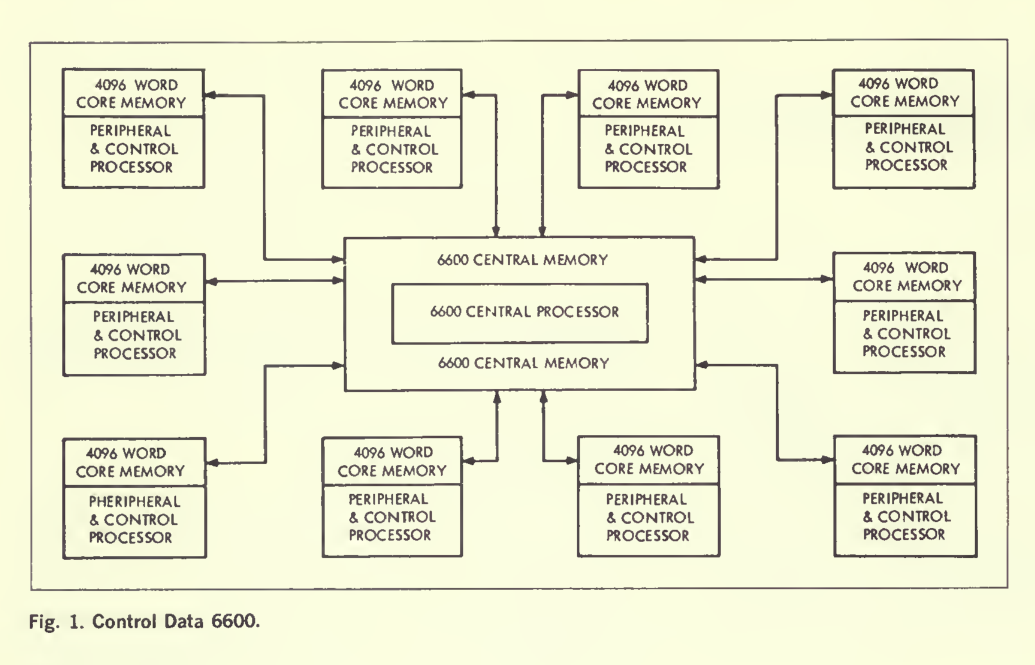 4096 WORD
CORE MEMORY
PERIPHERAL
& CONTROL
PROCESSOR
4096 WORD
CORE MEMORY
PERIPHERAL
& CONTROL
PROCESSOR
4096 WORD
CORE MEMORY
PERIPHERAL
& CONTROL
PROCESSOR
4096 WORD
CORE MEMORY
PERIPHERAL
& CONTROL
PROCESSOR
4096 WORD
CORE MEMORY
PERIPHERAL
& CONTROL
PROCESSOR
6600 CENTRAL MEMORY
6600 CENTRAL PROCESSOR
6600 CENTRAL MEMORY
4096 WORD
CORE MEMORY
PERIPHERAL
& CONTROL
PROCESSOR
4096 WORD
CORE MEMORY
PHERIPHERAL
& CONTROL
PROCESSOR
4096 WORD
CORE MEMORY
PERIPHERAL
& CONTROL
PROCESSOR
4096 WORD
CORE MEMORY
PERIPHERAL
& CONTROL
PROCESSOR
4096 WORD
CORE MEMORY
PERIPHERAL
& CONTROL
PROCESSOR
Fig. 1. Control Data 6600.